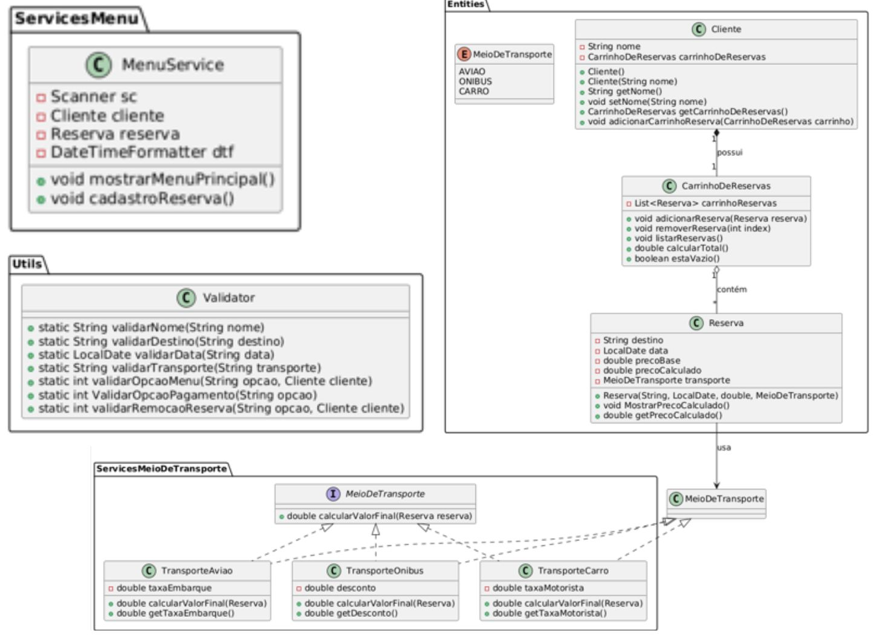 ServicesMenu
C MenuService
Scanner sc
Cliente cliente
Reserva reserva
DateTimeFormatter dtf
void mostrarMenuPrincipal()
void cadastroReserva()
Utils
C Validator
static String validarNome(String nome)
static String validarDestino(String destino)
static LocalDate validarData(String data)
static String validarTransporte(String transporte)
static int validarOpcaoMenu(String opcao, Cliente cliente)
static int ValidarOpcaoPagamento(String opcao)
static int validarRemocaoReserva(String opcao, Cliente cliente)
Entities
E MeioDeTransporte
AVIAO
ONIBUS
CARRO
C Cliente
String nome
CarrinhoDeReservas carrinhoDeReservas
Cliente()
Cliente(String nome)
String getNome()
void setNome(String nome)
CarrinhoDeReservas getCarrinhoDeReservas()
void adicionarCarrinhoReserva(CarrinhoDeReservas carrinho)
1
possui
1
C CarrinhoDeReservas
List<Reserva> carrinhoReservas
void adicionarReserva(Reserva reserva)
void removerReserva(int index)
void listarReservas()
double calcularTotal()
boolean estaVazio()
1
contém
*
C Reserva
String destino
LocalDate data
double precoBase
double precoCalculado
MeioDeTransporte transporte
Reserva(String, LocalDate, double, MeioDeTransporte)
void MostrarPrecoCalculado()
double getPrecoCalculado()
usa
C MeioDeTransporte
ServicesMeioDeTransporte
I MeioDeTransporte
double calcularValorFinal(Reserva reserva)
C TransporteAviao
double taxaEmbarque
double calcularValorFinal(Reserva)
double getTaxaEmbarque()
C TransporteOnibus
double desconto
double calcularValorFinal(Reserva)
double getDesconto()
C TransporteCarro
double taxaMotorista
double calcularValorFinal(Reserva)
double getTaxaMotorista()